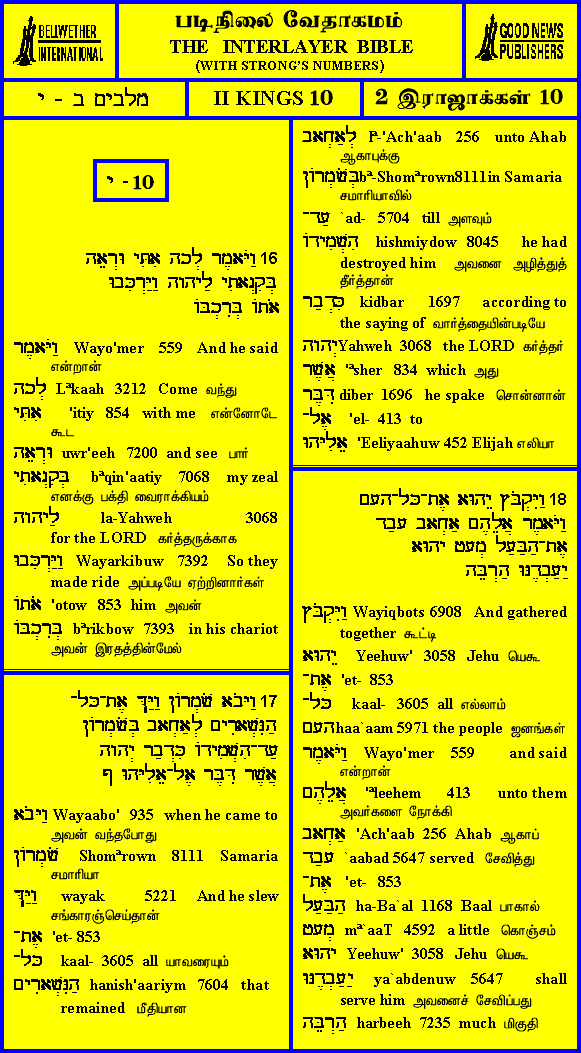 BELLWETHER
INTERNATIONAL
படிநிலை வேதாகமம்
THE INTERLAYER BIBLE
(WITH STRONG'S NUMBERS)
GOOD NEWS
PUBLISHERS
מלכים ב - י
II KINGS 10
2 இராஜாக்கள் 10
10 - י
16 וַיֹּאמֶר לְכָה אִתִּי וּרְאֵה
בְּקִנְאָתִי לַיהוָה וַיַּרְכִּבוּ
אֹתוֹ בְּרִכְבּוֹ
וַיֹּאמֶר Wayo'mer 559 And he said
என்றான்
לְכָה Lªkaah 3212 Come வந்து
אִתִּי 'itiy 854 with me என்னோடே
கூட
וּרְאֵה uwr'eeh 7200 and see பார்
בְּקִנְאָתִי bªqin'aatiy 7068 my zeal
எனக்கு பக்தி வைராக்கியம்
לַיהוָה la-Yahweh 3068
for the LORD கர்த்தருக்காக
וַיַּרְכִּבוּ Wayarkibuw 7392 So they
made ride அப்படியே ஏற்றினார்கள்
אֹתוֹ 'otow 853 him அவன்
בְּרִכְבּוֹ bªrikbow 7393 in his chariot
அவன் இரதத்தின்மேல்
17 וַיָּבֹא שֹׁמְרוֹן וַיַּךְ אֶת־כָּל־
הַנִּשְׁאָרִים לְאַחְאָב בְּשֹׁמְרוֹן
עַד־הִשְׁמִידוֹ כִּדְבַר יְהוָה
אֲשֶׁר דִּבֶּר אֶל־אֵלִיָּהוּ פ
וַיָּבֹא Wayaabo' 935 when he came to
அவன் வந்தபோது
שֹׁמְרוֹן Shomªrown 8111 Samaria
சமாரியா
וַיַּךְ wayak 5221 And he slew
சங்காரஞ்செய்தான்
אֶת־ 'et- 853
כָּל־ kaal- 3605 all யாவரையும்
הַנִּשְׁאָרִים hanish'aariym 7604 that
remained மீதியான
לְאַחְאָב lª-'Ach'aab 256 unto Ahab
ஆகாபுக்கு
בְּשֹׁמְרוֹן bª-Shomªrown8111in Samaria
சமாரியாவில்
עַד־ `ad- 5704 till அளவும்
הִשְׁמִידוֹ hishmiydow 8045 he had
destroyed him அவனை அழித்துத்
தீர்த்தான்
כִּדְבַר kidbar 1697 according to
the saying of வார்த்தையின்படியே
יְהוָה Yahweh 3068 the LORD கர்த்தர்
אֲשֶׁר 'ªsher 834 which அது
דִּבֶּר diber 1696 he spake சொன்னான்
אֶל־ 'el- 413 to
אֵלִיָּהוּ 'Eeliyaahuw 452 Elijah எலியா
18 וַיִּקְבֹּץ יֵהוּא אֶת־כָּל־הָעָם
וַיֹּאמֶר אֲלֵהֶם אַחְאָב עָבַד
אֶת־הַבַּעַל מְעָט יֵהוּא
יַעַבְדֶנּוּ הַרְבֵּה
וַיִּקְבֹּץ Wayiqbots 6908 And gathered
together கூட்டி
יֵהוּא Yeehuw' 3058 Jehu யெகூ
אֶת־ 'et- 853
כָּל־ kaal- 3605 all எல்லாம்
הָעָם haa`aam 5971 the people ஜனங்கள்
וַיֹּאמֶר Wayo'mer 559 and said
என்றான்
אֲלֵהֶם 'ªleehem 413 unto them
அவர்களை நோக்கி
אַחְאָב 'Ach'aab 256 Ahab ஆகாப்
עָבַד `aabad 5647 served சேவித்து
אֶת־ 'et- 853
הַבַּעַל ha-Ba`al 1168 Baal பாகால்
מְעָט mª`aaT 4592 a little கொஞ்சம்
יֵהוּא Yeehuw' 3058 Jehu யெகூ
יַעַבְדֶנּוּ ya`abdenuw 5647 shall
serve him அவனைச் சேவிப்பது
הַרְבֵּה harbeeh 7235 much மிகுதி